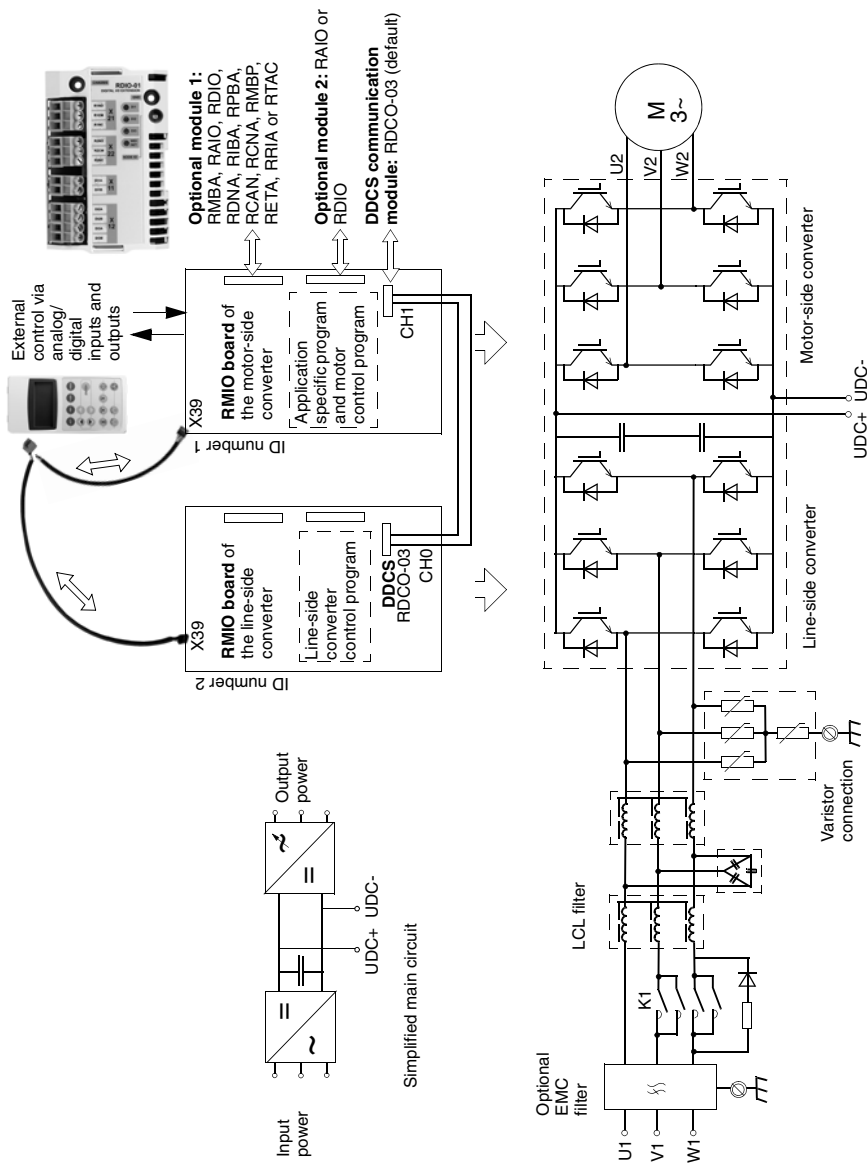 RDIO-01
Optional module 1:
RMBA, RAIO, RDIO,
RDNA, RIBA, RPBA,
RCAN, RCNA, RMBP,
RETA, RRIA or RTAC
Optional module 2: RAIO or
RDIO
DDCS communication
module: RDCO-03 (default)
External
control via
analog/
digital
inputs and
outputs
X39
ID number 1
RMIO board of
the motor-side
converter
Application
specific program
and motor
control program
CH1
X39
ID number 2
RMIO board of
the line-side
converter
Line-side
converter
control program
DDCS
RDCO-03
CH0
Input
power
Output
power
UDC+ UDC-
Simplified main circuit
U1
V1
W1
Optional
EMC
filter
K1
LCL filter
Varistor
connection
Line-side converter
UDC+ UDC-
Motor-side converter
U2
V2
W2
M
3~